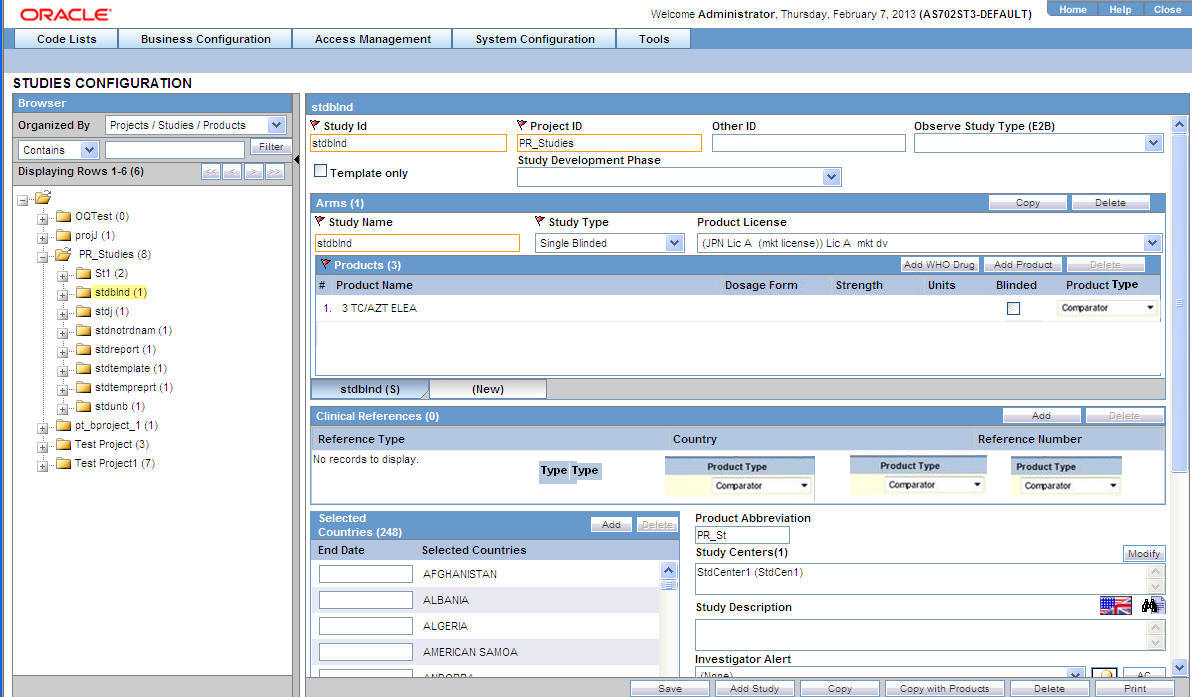 ORACLE
Welcome Administrator, Thursday, February 7, 2013 (AS702ST3-DEFAULT)
Home Help Close
Code Lists Business Configuration Access Management System Configuration Tools
STUDIES CONFIGURATION
Browser
Organized By Projects / Studies / Products
Contains Filter
Displaying Rows 1-6 (6) << < > >>
OQTest (0)
projJ (1)
PR_Studies (8)
St1 (2)
stdblnd (1)
stdj (1)
stdnotrdnam (1)
stdreport (1)
stdtemplate (1)
stdtempreprt (1)
stdunb (1)
pt_bproject_1 (1)
Test Project (3)
Test Project1 (7)
stdblnd
Study Id Project ID Other ID Observe Study Type (E2B)
stdblnd PR_Studies
Study Development Phase
Template only
Arms (1) Copy Delete
Study Name Study Type Product License
stdblnd Single Blinded (JPN Lic A (mkt license)) Lic A mkt dv
Products (3) Add WHO Drug Add Product Delete
# Product Name Dosage Form Strength Units Blinded Product Type
1. 3 TC/AZT ELEA Comparator
stdblnd (S) (New)
Clinical References (0) Add Delete
Reference Type Country Reference Number
No records to display.
Type Type
Product Type Product Type Product Type
Comparator Comparator Comparator
Selected
Countries (248) Add Delete
End Date Selected Countries
AFGHANISTAN
ALBANIA
ALGERIA
AMERICAN SAMOA
ANDORRA
Product Abbreviation
PR_St
Study Centers(1) Modify
StdCenter1 (StdCen1)
Study Description
Investigator Alert
(None) AC
Save Add Study Copy Copy with Products Delete Print